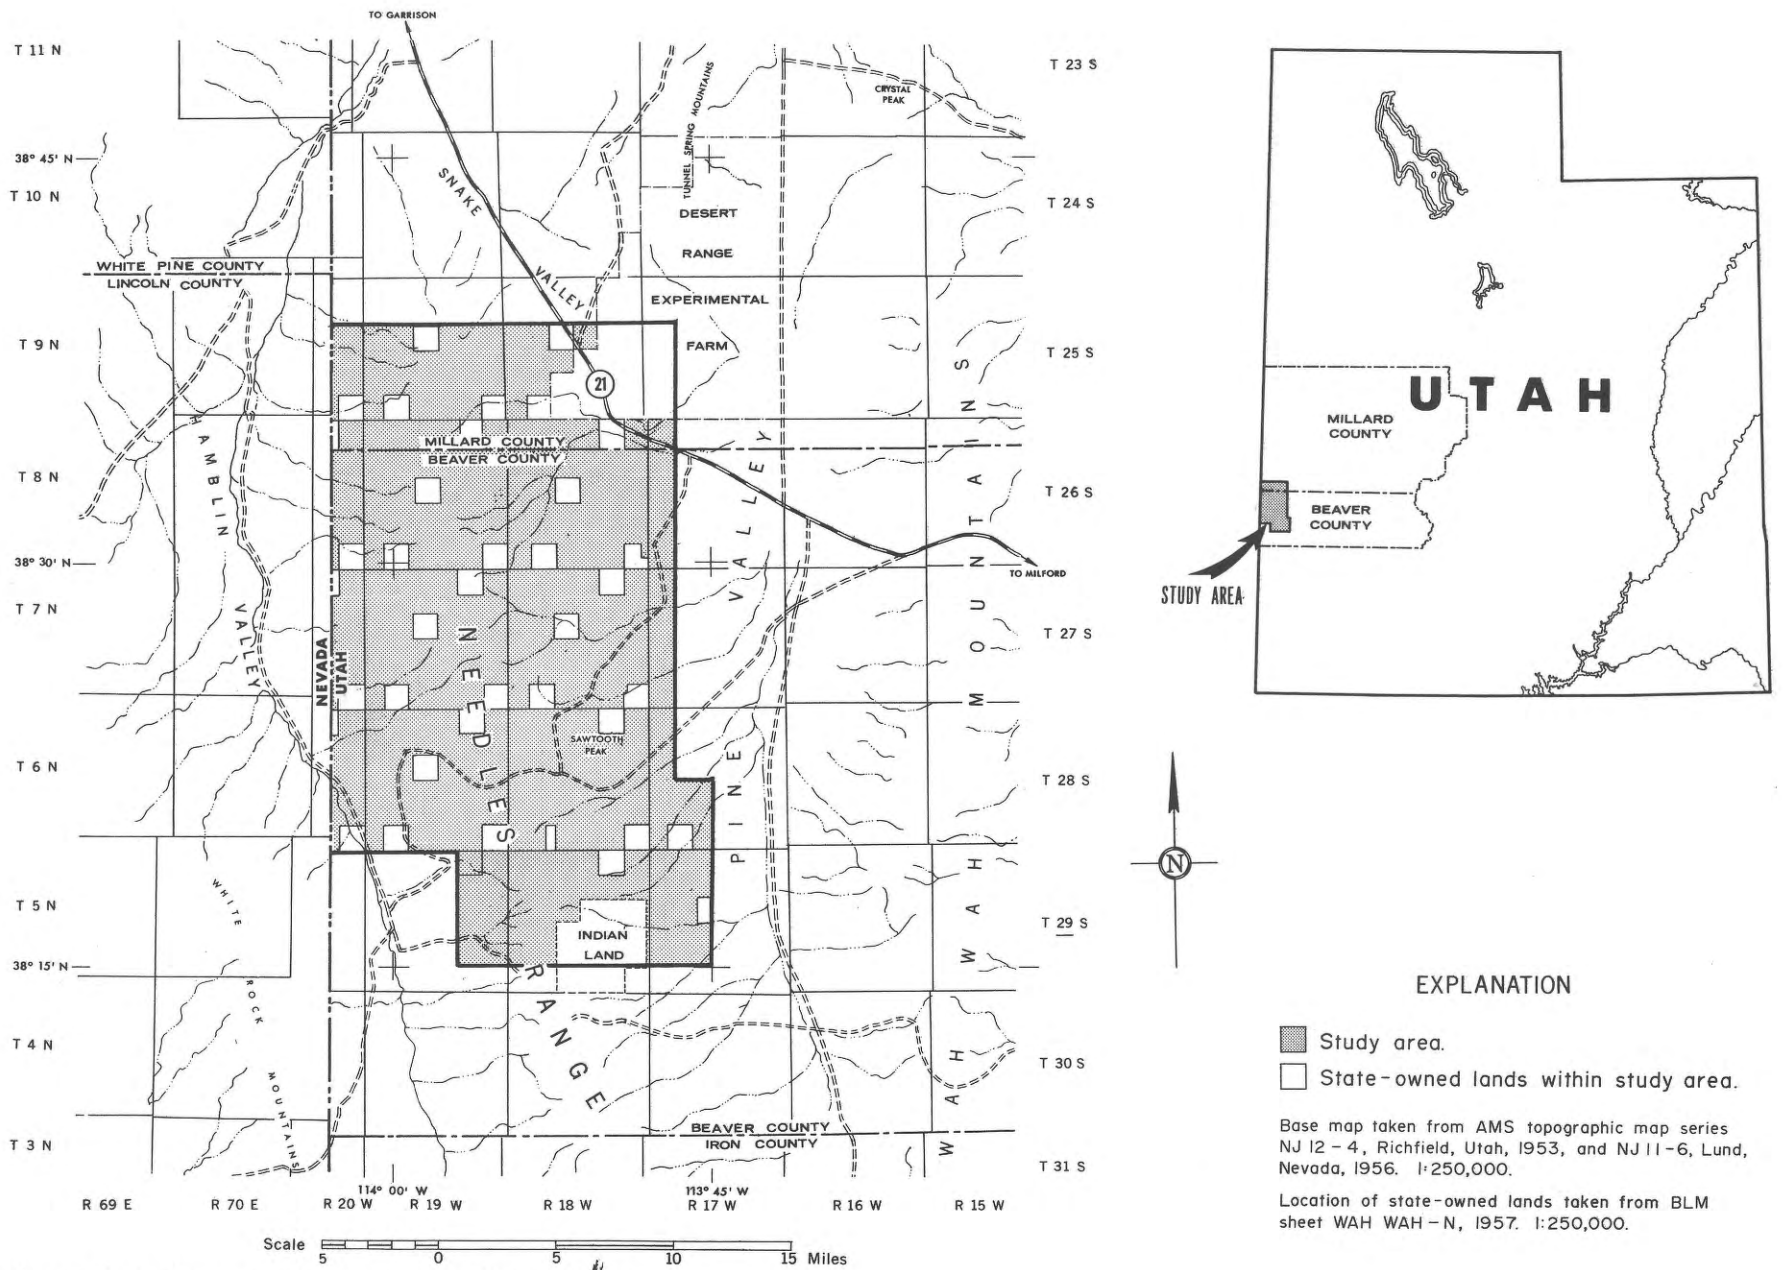 TO GARRISON
T 11 N
T 23 S
CRYSTAL
PEAK
TUNNEL SPRING MOUNTAINS
38° 45' N
T 10 N
SNAKE
VALLEY
DESERT
RANGE
T 24 S
WHITE PINE COUNTY
LINCOLN COUNTY
EXPERIMENTAL
FARM
T 9 N
T 25 S
21
MILLARD COUNTY
BEAVER COUNTY
T 8 N
T 26 S
HAMBLIN
VALLEY
38° 30' N
TO MILFORD
T 7 N
T 27 S
NEVADA
UTAH
NEEDLES
RANGE
PINE VALLEY
WAH WAH MOUNTAINS
SAWTOOTH
PEAK
T 6 N
T 28 S
WHITE
ROCK
MOUNTAINS
T 5 N
T 29 S
INDIAN
LAND
38° 15' N
T 4 N
T 30 S
BEAVER COUNTY
IRON COUNTY
T 3 N
T 31 S
114° 00' W
113° 45' W
R 69 E
R 70 E
R 20 W
R 19 W
R 18 W
R 17 W
R 16 W
R 15 W
Scale
5 0 5 10 15 Miles
UTAH
MILLARD
COUNTY
BEAVER
COUNTY
STUDY AREA
N
EXPLANATION
Study area.
State-owned lands within study area.
Base map taken from AMS topographic map series
NJ 12-4, Richfield, Utah, 1953, and NJ 11-6, Lund,
Nevada, 1956. 1:250,000.
Location of state-owned lands taken from BLM
sheet WAH WAH-N, 1957. 1:250,000.